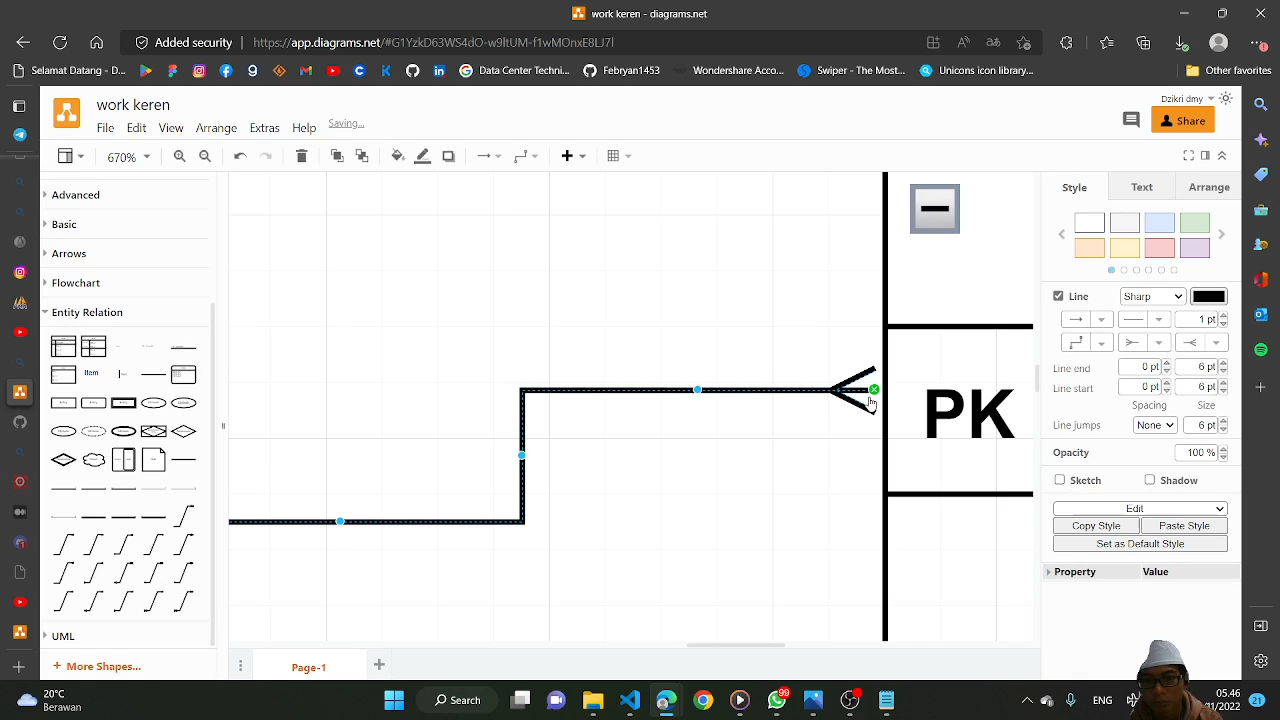 work keren - diagrams.net
Added security
https://app.diagrams.net/#G1YzkD63WS4dO-w9ltUM-f1wMOnxE8LJ7l
Selamat Datang - D...
Data Center Techni...
Febryan1453
Wondershare Acco...
Swiper - The Most...
Unicons icon library...
Other favorites
work keren
Dzikri dmy
File Edit View Arrange Extras Help Saving...
Share
670%
Advanced
Basic
Arrows
Flowchart
Entity Relation
UML
+ More Shapes...
PK
Page-1
Style Text Arrange
Line Sharp
1 pt
Line end 0 pt 6 pt
Line start 0 pt 6 pt
Spacing Size
Line jumps None 6 pt
Opacity 100 %
Sketch Shadow
Edit
Copy Style Paste Style
Set as Default Style
Property Value
20°C
Berawan
Search
99
ENG
05.46
21